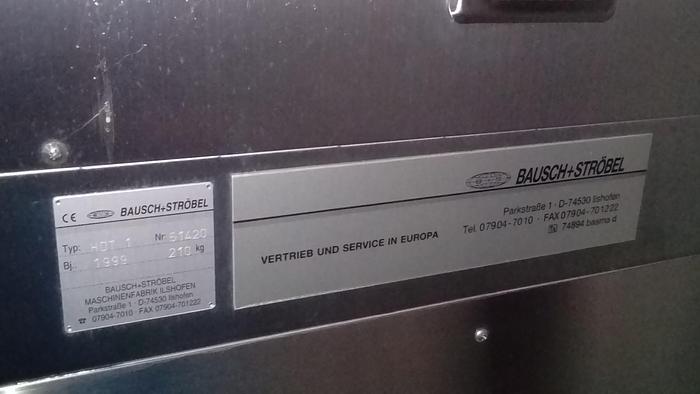 CE BAUSCH+STRÖBEL
Typ: HDT 1 Nr: 51420
Bj.: 1999 210 kg
BAUSCH+STRÖBEL
MASCHINENFABRIK ILSHOFEN
Parkstraße 1 · D-74530 Ilshofen
☎ 07904-7010 · FAX 07904-701222
BAUSCH+STRÖBEL
Parkstraße 1 · D-74530 Ilshofen
Tel. 07904-7010 · FAX 07904-701222
74894 basma d
VERTRIEB UND SERVICE IN EUROPA